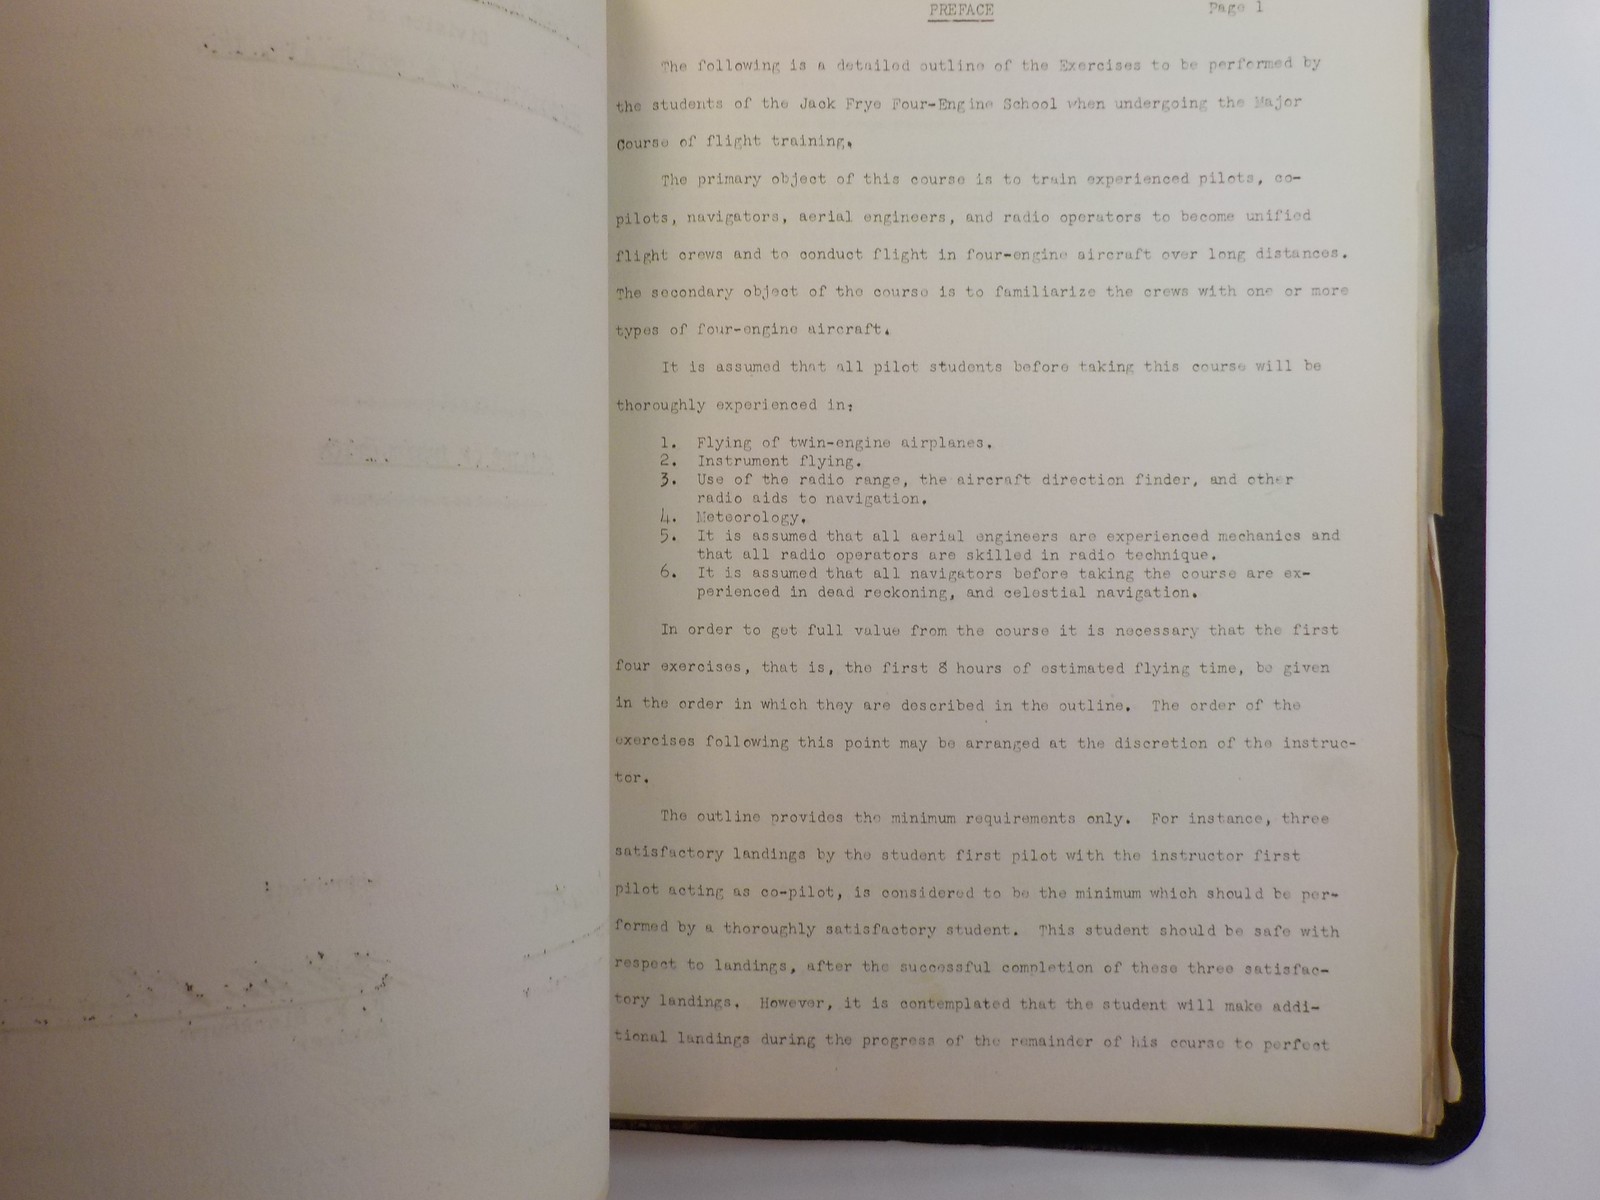 PREFACE
Page 1
The following is a detailed outline of the Exercises to be performed by
the students of the Jack Frye Four-Engine School when undergoing the Major
Course of flight training.
The primary object of this course is to train experienced pilots, co-
pilots, navigators, aerial engineers, and radio operators to become unified
flight crews and to conduct flight in four-engine aircraft over long distances.
The secondary object of the course is to familiarize the crews with one or more
types of four-engine aircraft.
It is assumed that all pilot students before taking this course will be
thoroughly experienced in:
1. Flying of twin-engine airplanes.
2. Instrument flying.
3. Use of the radio range, the aircraft direction finder, and other
radio aids to navigation.
4. Meteorology.
5. It is assumed that all aerial engineers are experienced mechanics and
that all radio operators are skilled in radio technique.
6. It is assumed that all navigators before taking the course are ex-
perienced in dead reckoning, and celestial navigation.
In order to get full value from the course it is necessary that the first
four exercises, that is, the first 8 hours of estimated flying time, be given
in the order in which they are described in the outline. The order of the
exercises following this point may be arranged at the discretion of the instruc-
tor.
The outline provides the minimum requirements only. For instance, three
satisfactory landings by the student first pilot with the instructor first
pilot acting as co-pilot, is considered to be the minimum which should be per-
formed by a thoroughly satisfactory student. This student should be safe with
respect to landings, after the successful completion of these three satisfac-
tory landings. However, it is contemplated that the student will make addi-
tional landings during the progress of the remainder of his course to perfect